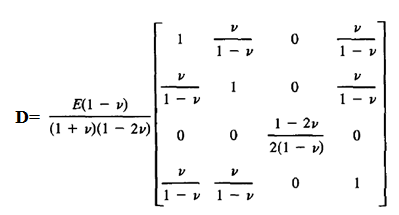 D= E(1 − ν) / (1 + ν)(1 − 2ν)
1 ν/(1 − ν) 0 ν/(1 − ν)
ν/(1 − ν) 1 0 ν/(1 − ν)
0 0 (1 − 2ν)/(2(1 − ν)) 0
ν/(1 − ν) ν/(1 − ν) 0 1